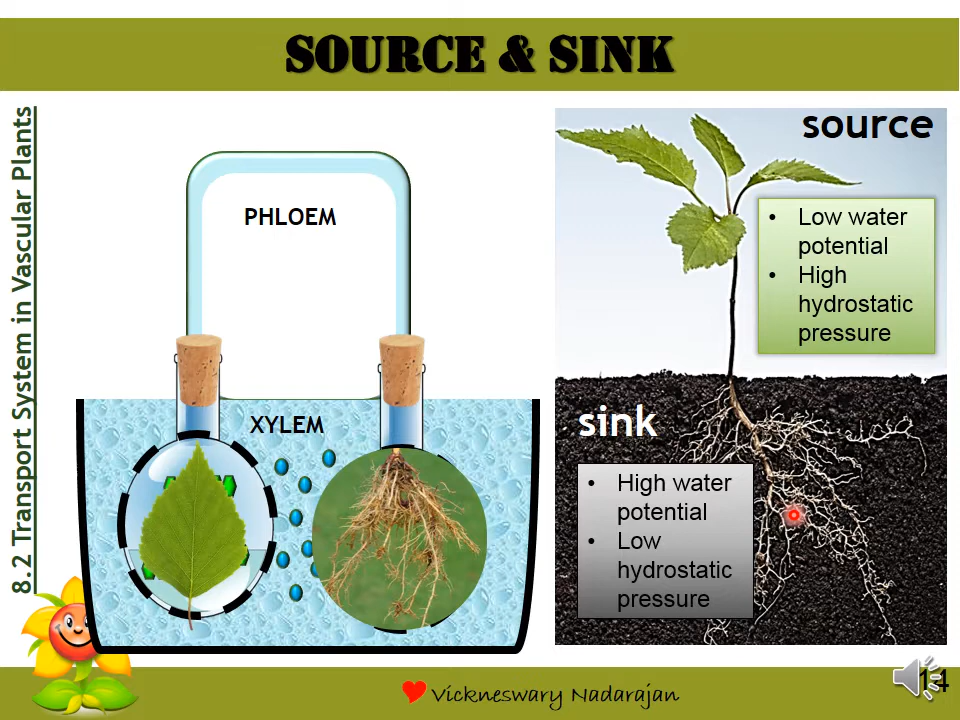 SOURCE & SINK
8.2 Transport System in Vascular Plants
PHLOEM
XYLEM
source
• Low water
potential
• High
hydrostatic
pressure
sink
• High water
potential
• Low
hydrostatic
pressure
Vickneswary Nadarajan
14